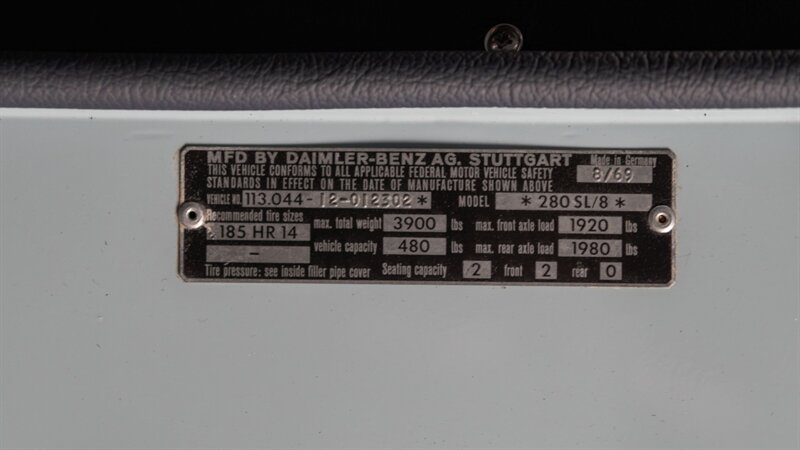 MFD BY DAIMLER-BENZ AG. STUTTGART Made in Germany
THIS VEHICLE CONFORMS TO ALL APPLICABLE FEDERAL MOTOR VEHICLE SAFETY 8/69
STANDARDS IN EFFECT ON THE DATE OF MANUFACTURE SHOWN ABOVE
VEHICLE NO. 113.044-12-012302* MODEL * 280 SL/8 *
Recommended tire sizes max. total weight 3900 lbs max. front axle load 1920 lbs
185 HR 14 vehicle capacity 480 lbs max. rear axle load 1980 lbs
–
Tire pressure: see inside filler pipe cover Seating capacity 2 front 2 rear 0